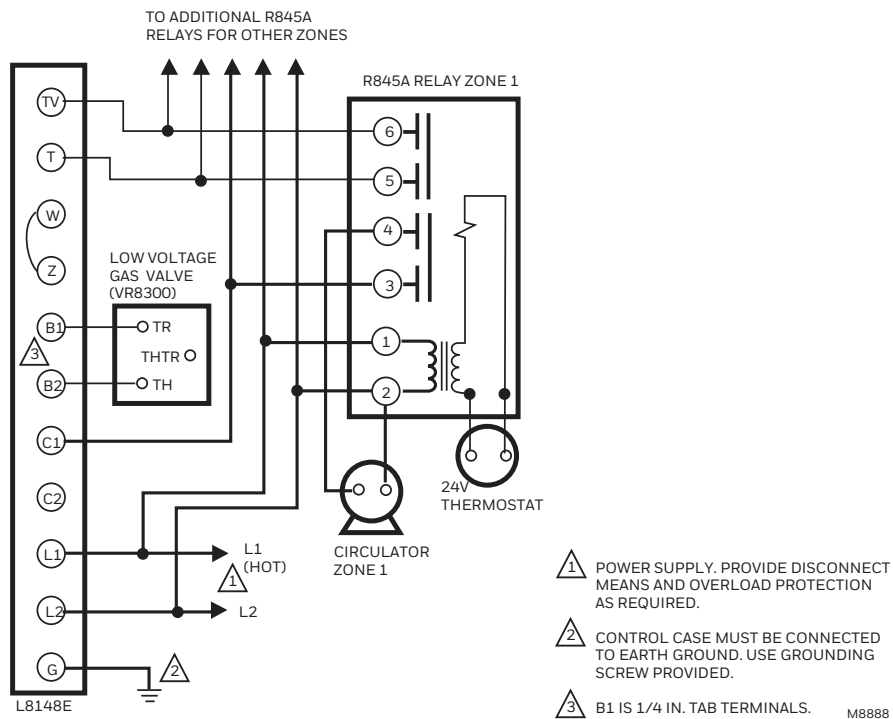 TO ADDITIONAL R845A
RELAYS FOR OTHER ZONES
R845A RELAY ZONE 1
TV
6
T
5
W
4
LOW VOLTAGE
GAS VALVE
(VR8300)
Z
3
B1
TR
3
THTR
1
B2
TH
2
C1
24V
THERMOSTAT
C2
CIRCULATOR
ZONE 1
L1
L1
(HOT)
1
L2
L2
G
2
L8148E
1 POWER SUPPLY. PROVIDE DISCONNECT
MEANS AND OVERLOAD PROTECTION
AS REQUIRED.
2 CONTROL CASE MUST BE CONNECTED
TO EARTH GROUND. USE GROUNDING
SCREW PROVIDED.
3 B1 IS 1/4 IN. TAB TERMINALS.
M8888